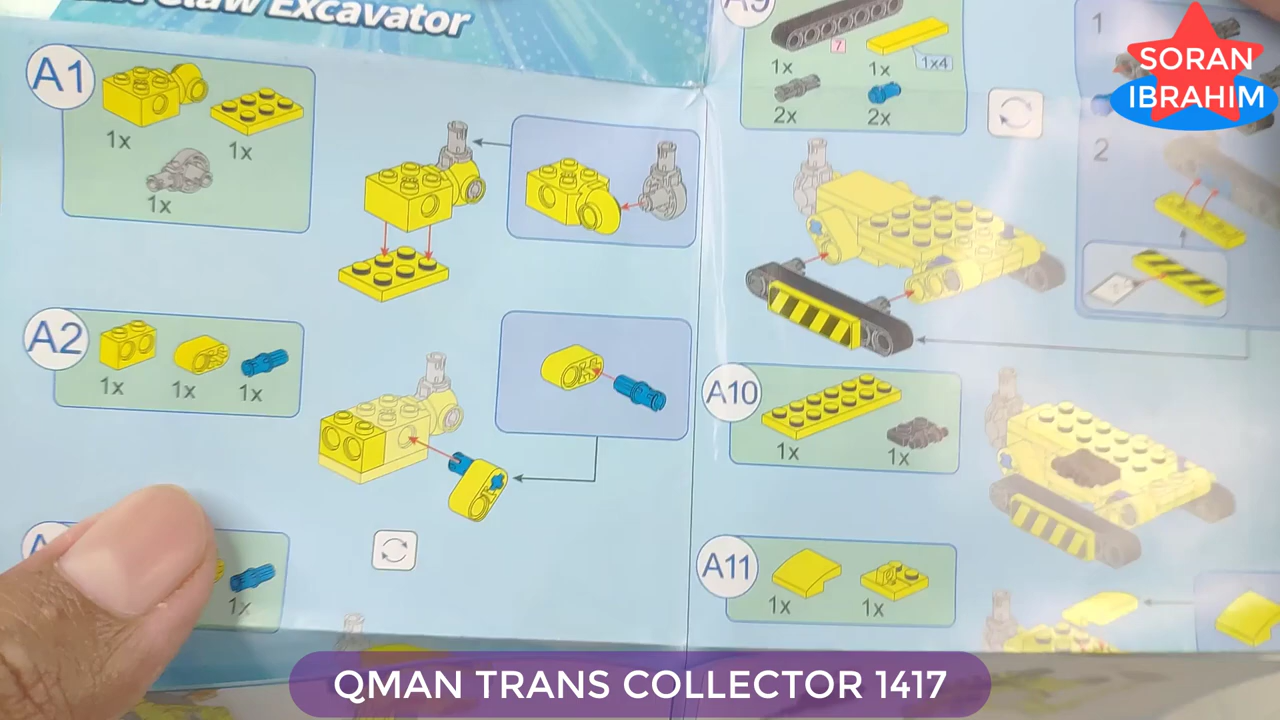 Claw Excavator
A1
1x
1x
1x
A2
1x
1x
1x
1x
A9
7
1x4
1x
1x
2x
2x
1
2
A10
1x
1x
A11
1x
1x
SORAN
IBRAHIM
QMAN TRANS COLLECTOR 1417